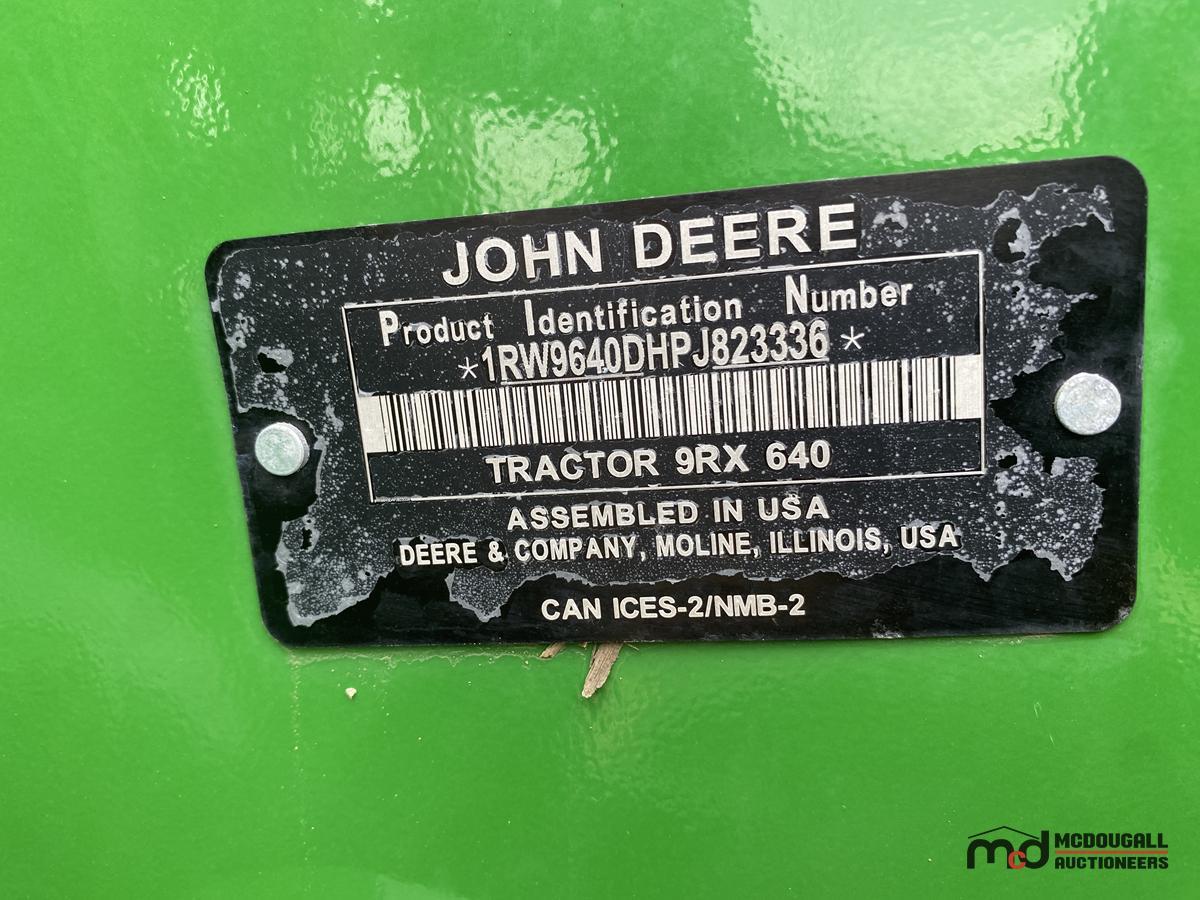 JOHN DEERE
Product Identification Number
*1RW9640DHPJ823336*
TRACTOR 9RX 640
ASSEMBLED IN USA
DEERE & COMPANY, MOLINE, ILLINOIS, USA
CAN ICES-2/NMB-2
mcd MCDOUGALL
AUCTIONEERS